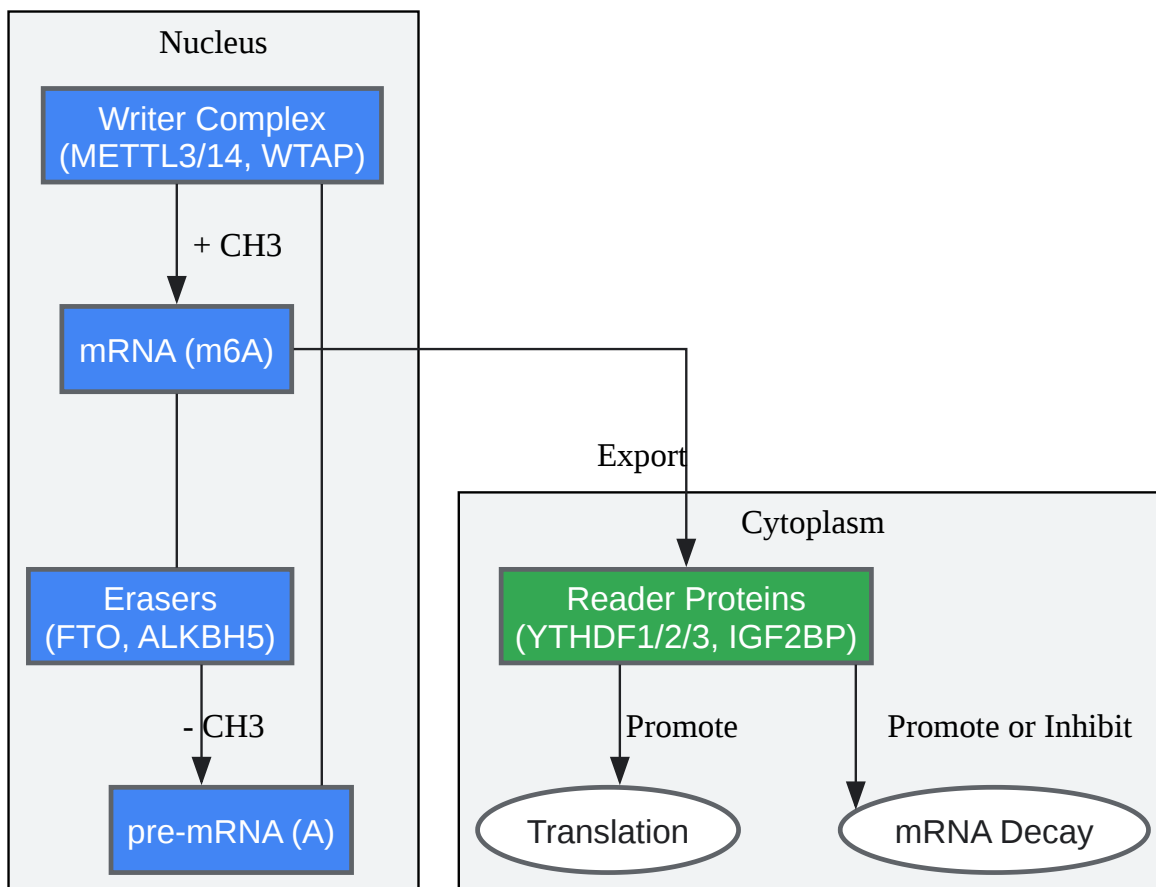 Nucleus
Writer Complex
(METTL3/14, WTAP)
+ CH3
mRNA (m6A)
Export
Cytoplasm
Erasers
(FTO, ALKBH5)
Reader Proteins
(YTHDF1/2/3, IGF2BP)
- CH3
Promote
Promote or Inhibit
pre-mRNA (A)
Translation
mRNA Decay